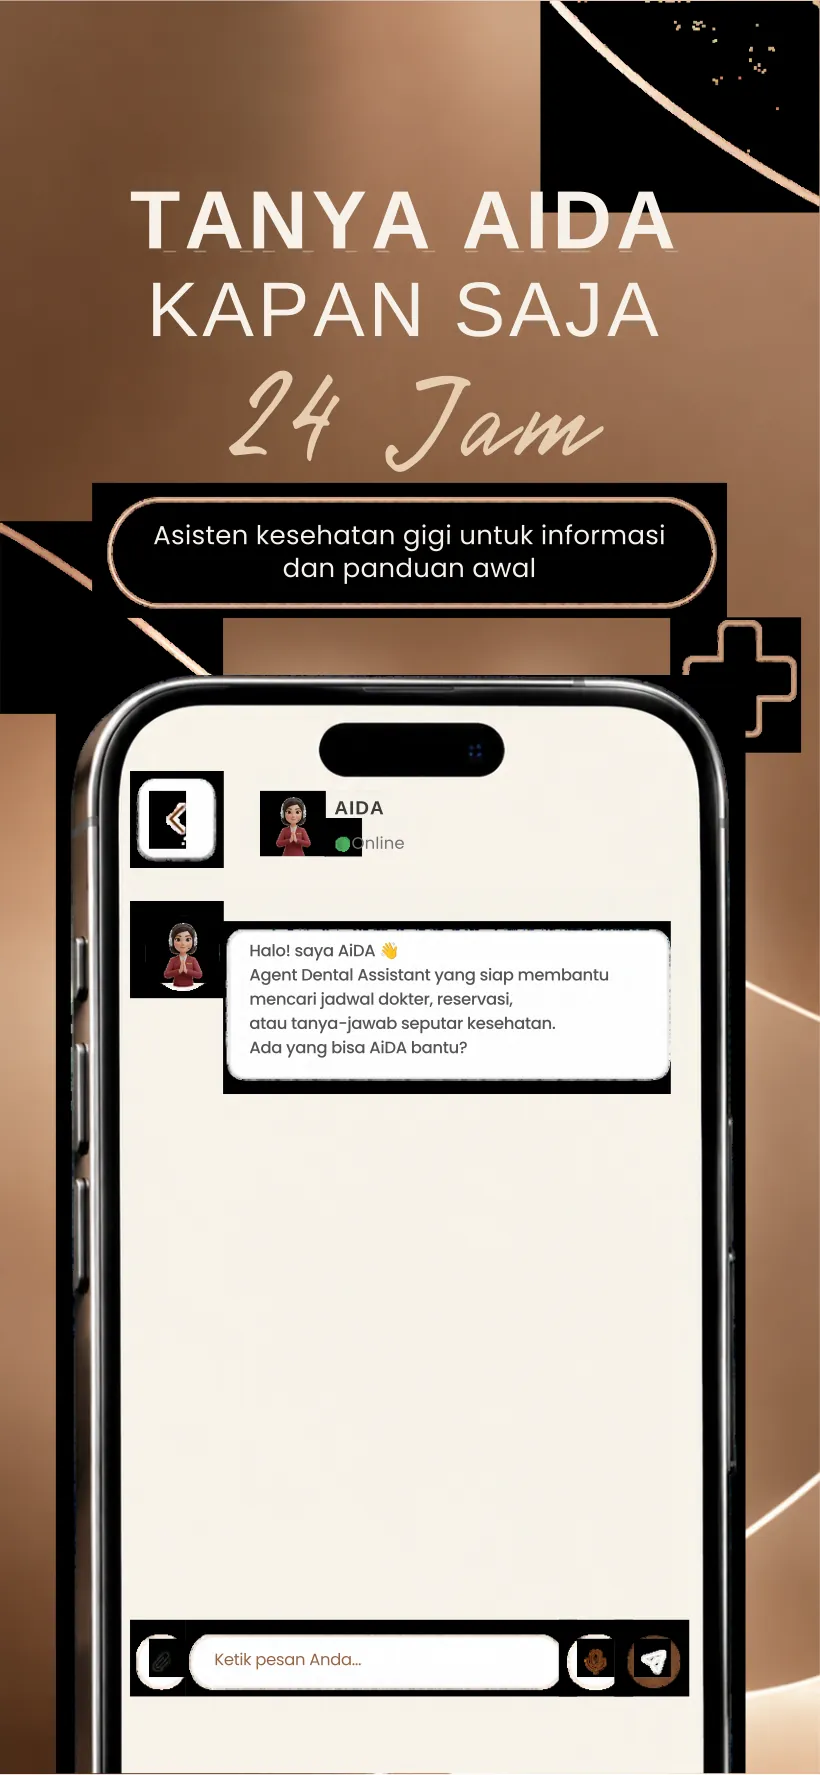 TANYA AIDA
KAPAN SAJA
24 Jam
Asisten kesehatan gigi untuk informasi
dan panduan awal
AIDA
Online
Halo! saya AiDA 👋
Agent Dental Assistant yang siap membantu
mencari jadwal dokter, reservasi,
atau tanya-jawab seputar kesehatan.
Ada yang bisa AiDA bantu?
Ketik pesan Anda...